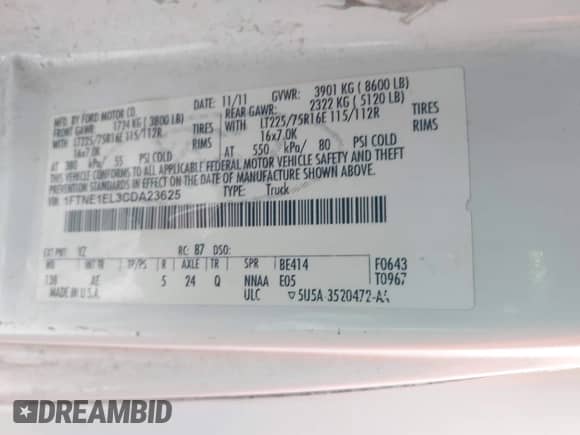 MFD. BY FORD MOTOR CO.
DATE: 11/11 GVWR: 3901 KG ( 8600 LB)
FRONT GAWR: 1724 KG ( 3800 LB) REAR GAWR: 2322 KG ( 5120 LB)
WITH LT225/75R16E 115/112R TIRES WITH LT225/75R16E 115/112R TIRES
16x7.0K RIMS 16x7.0K RIMS
AT 380 kPa/ 55 PSI COLD AT 550 kPa/ 80 PSI COLD
THIS VEHICLE CONFORMS TO ALL APPLICABLE FEDERAL MOTOR VEHICLE SAFETY AND THEFT
PREVENTION STANDARDS IN EFFECT ON THE DATE OF MANUFACTURE SHOWN ABOVE.
VIN: 1FTNE1EL3CDA23625 TYPE: Truck
EXT PNT: YZ RC: B7 DSO:
WB INT TR TP/PS R AXLE TR SPR BE414 F0643
138 AE 5 24 Q NNAA E05 T0967
MADE IN U.S.A. ULC 5U5A 3520472-AA
DREAMBID